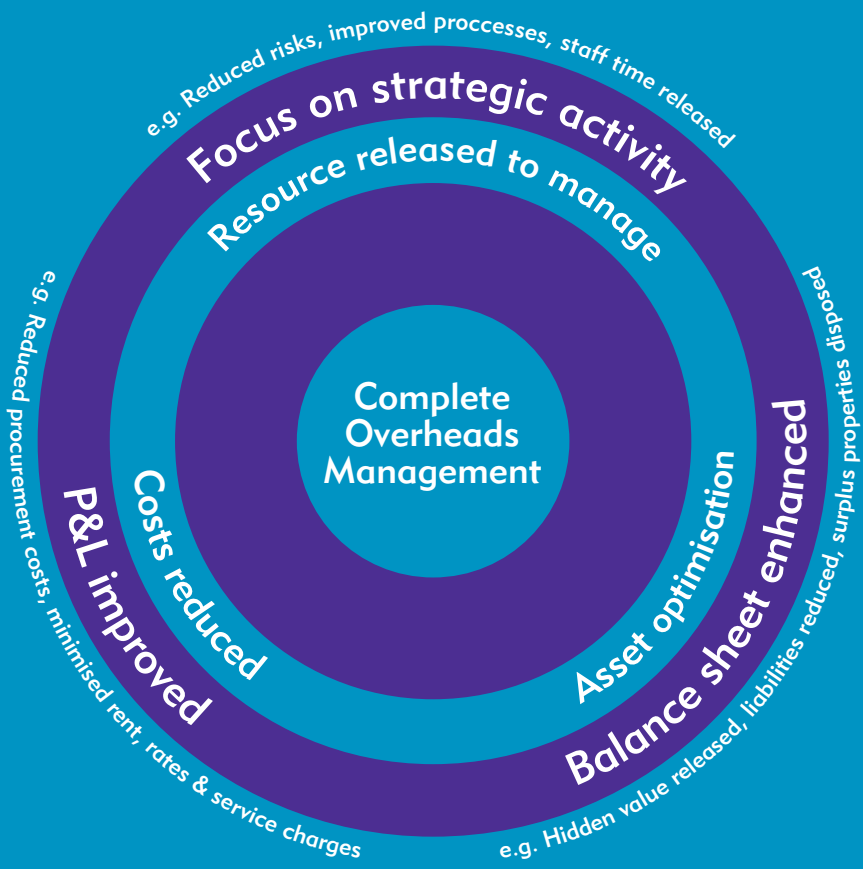 e.g. Reduced risks, improved proccesses, staff time released
Focus on strategic activity
Resource released to manage
Complete
Overheads
Management
e.g. Reduced procurement costs, minimised rent, rates & service charges
P&L improved
Costs reduced
Asset optimisation
Balance sheet enhanced
e.g. Hidden value released, liabilities reduced, surplus properties disposed